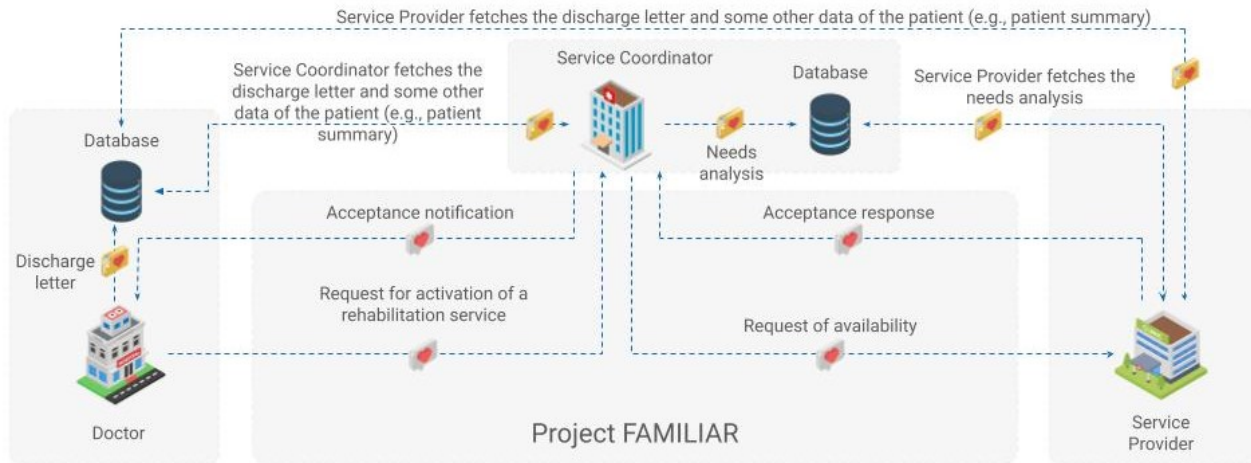 Service Provider fetches the discharge letter and some other data of the patient (e.g., patient summary)
Service Coordinator
Service Coordinator fetches the
discharge letter and some other
data of the patient (e.g., patient
summary)
Database
Service Provider fetches the
needs analysis
Database
Needs
analysis
Acceptance notification
Acceptance response
Discharge
letter
Request for activation of a
rehabilitation service
Request of availability
Doctor
Project FAMILIAR
Service
Provider